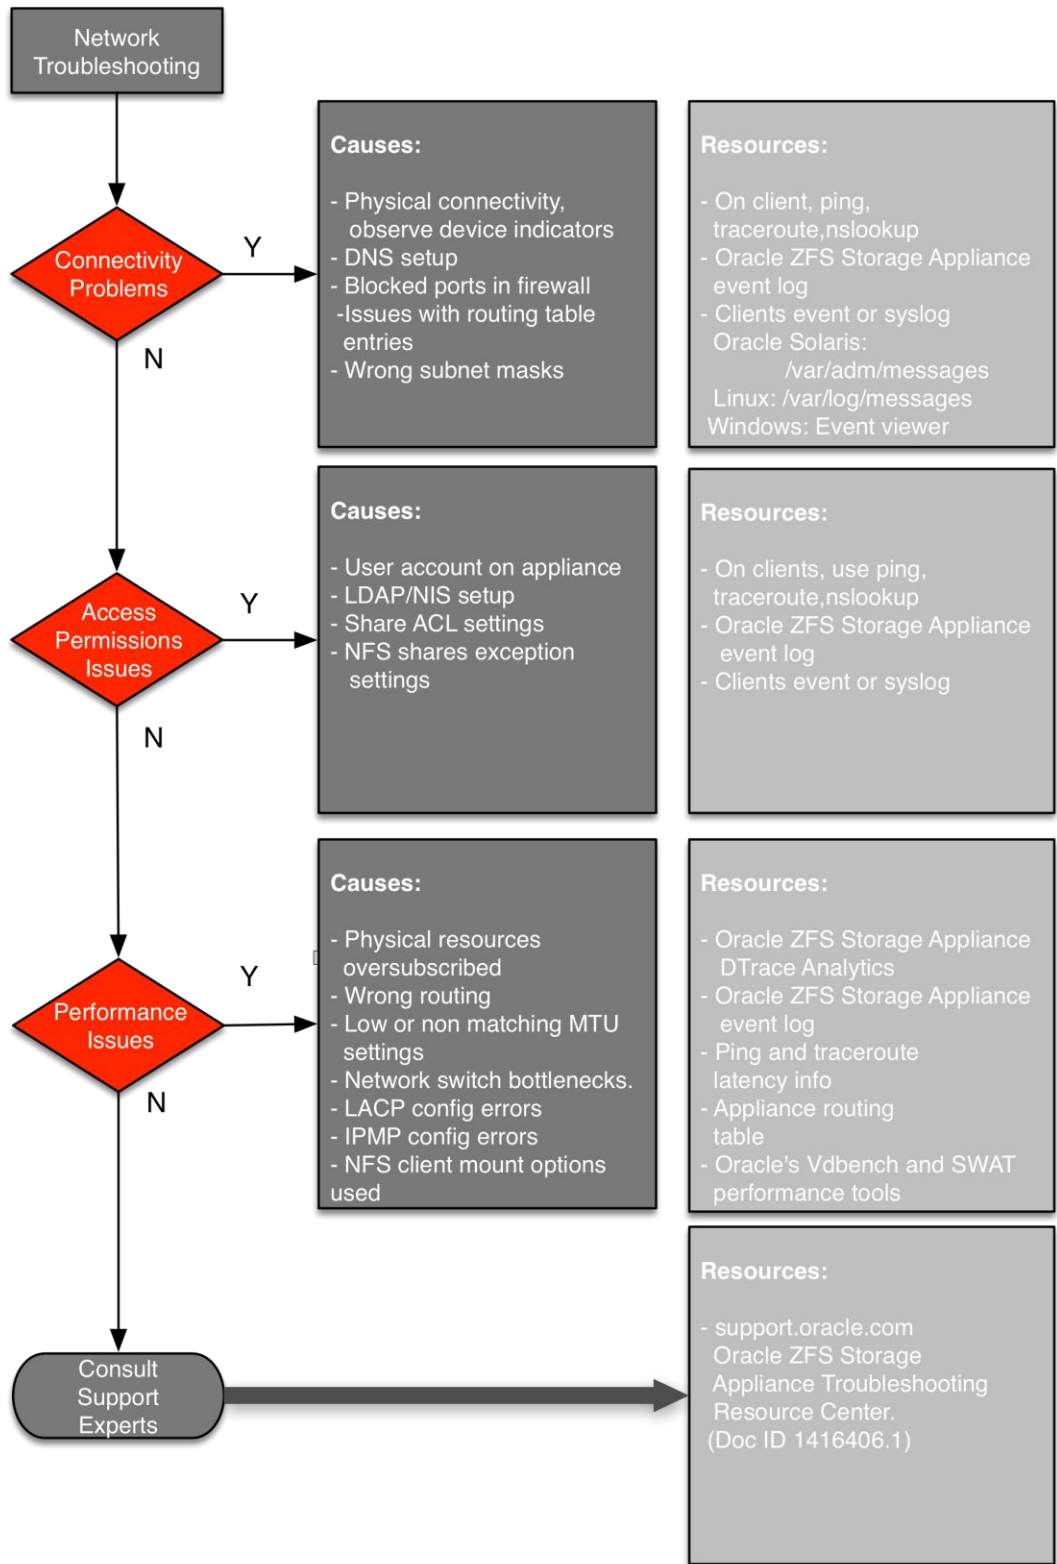 Network
Troubleshooting
Connectivity
Problems
Y
N
Causes:
- Physical connectivity,
observe device indicators
- DNS setup
- Blocked ports in firewall
-Issues with routing table
entries
- Wrong subnet masks
Resources:
- On client, ping,
traceroute,nslookup
- Oracle ZFS Storage Appliance
event log
- Clients event or syslog
Oracle Solaris:
/var/adm/messages
Linux: /var/log/messages
Windows: Event viewer
Access
Permissions
Issues
Y
N
Causes:
- User account on appliance
- LDAP/NIS setup
- Share ACL settings
- NFS shares exception
settings
Resources:
- On clients, use ping,
traceroute,nslookup
- Oracle ZFS Storage Appliance
event log
- Clients event or syslog
Performance
Issues
Y
N
Causes:
- Physical resources
oversubscribed
- Wrong routing
- Low or non matching MTU
settings
- Network switch bottlenecks.
- LACP config errors
- IPMP config errors
- NFS client mount options
used
Resources:
- Oracle ZFS Storage Appliance
DTrace Analytics
- Oracle ZFS Storage Appliance
event log
- Ping and traceroute
latency info
- Appliance routing
table
- Oracle's Vdbench and SWAT
performance tools
Consult
Support
Experts
Resources:
- support.oracle.com
Oracle ZFS Storage
Appliance Troubleshooting
Resource Center.
(Doc ID 1416406.1)